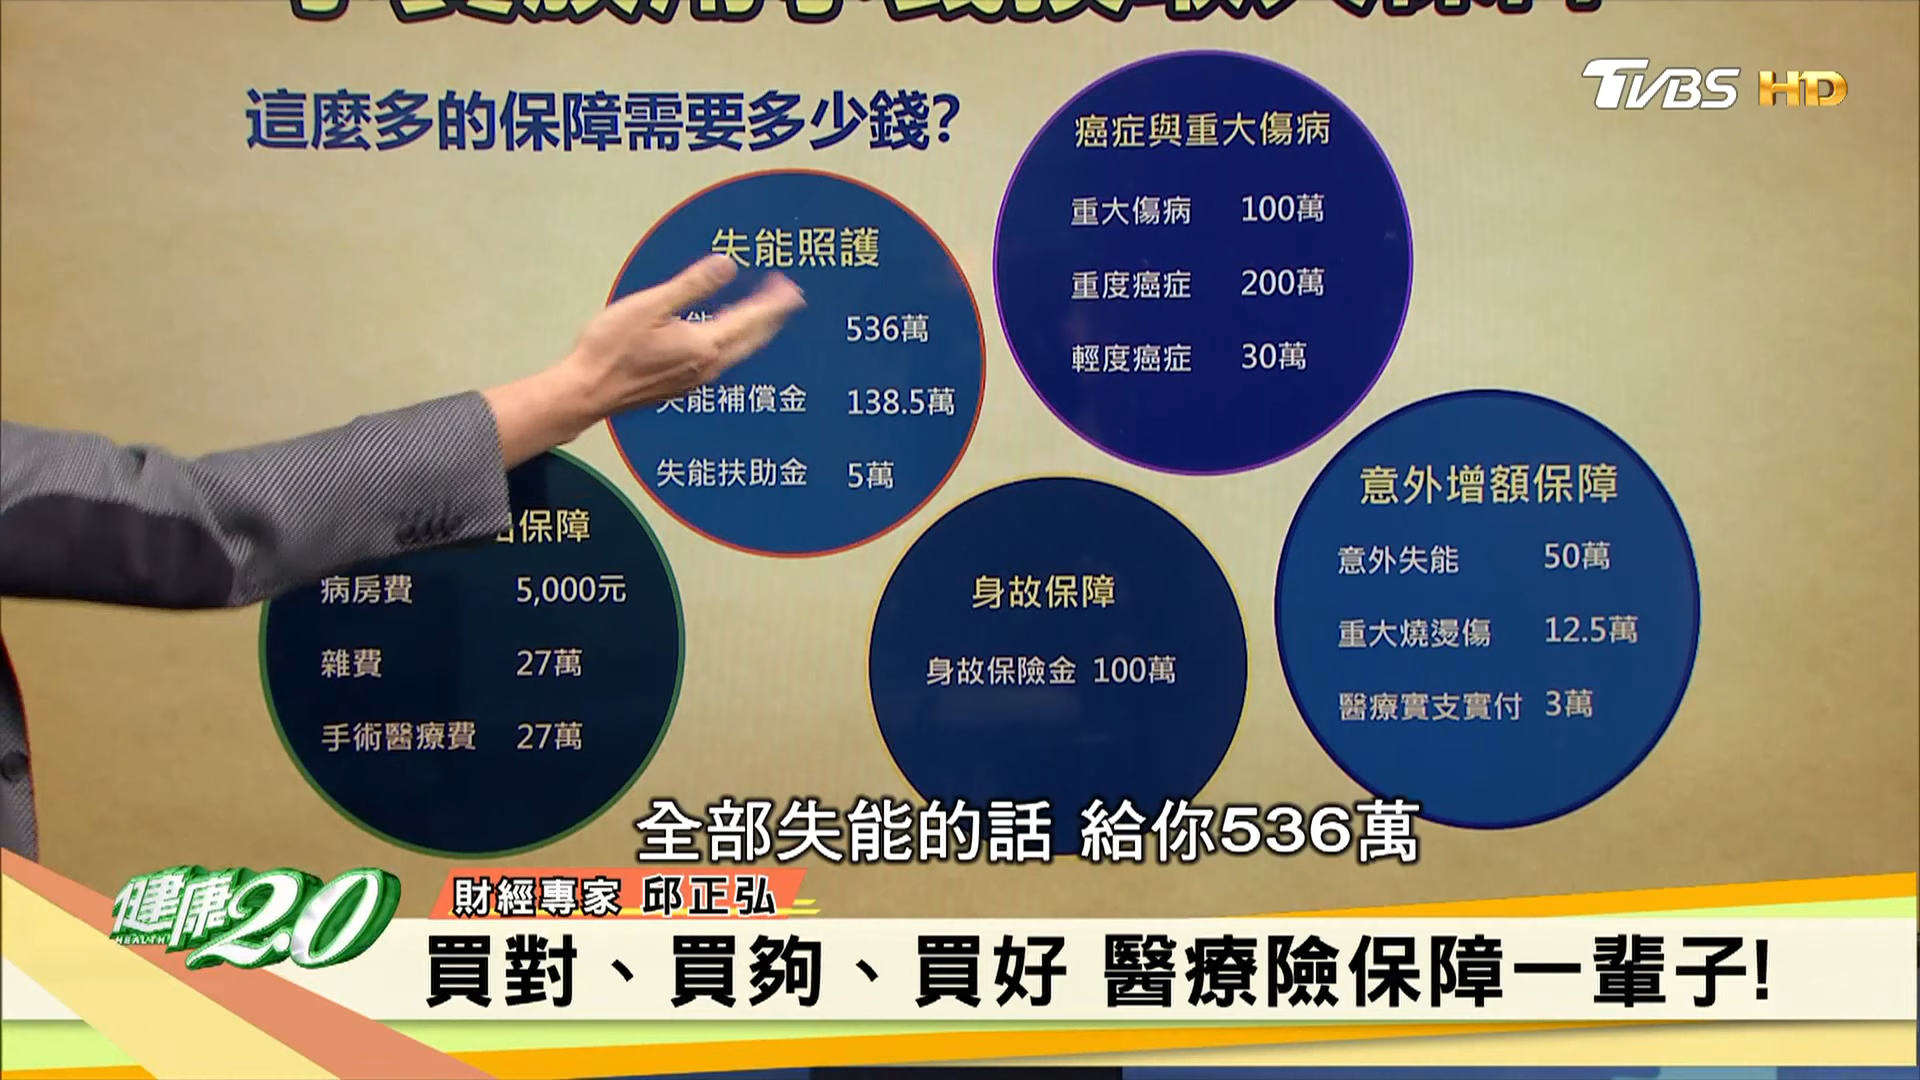 這麼多的保障需要多少錢?
TVBS HD
癌症與重大傷病
重大傷病 100萬
重度癌症 200萬
輕度癌症 30萬
失能照護
536萬
失能補償金 138.5萬
失能扶助金 5萬
保障
病房費 5,000元
雜費 27萬
手術醫療費 27萬
身故保障
身故保險金 100萬
意外增額保障
意外失能 50萬
重大燒燙傷 12.5萬
醫療實支實付 3萬
全部失能的話 給你536萬
健康2.0
HEALTH
財經專家 邱正弘
買對、買夠、買好 醫療險保障一輩子!